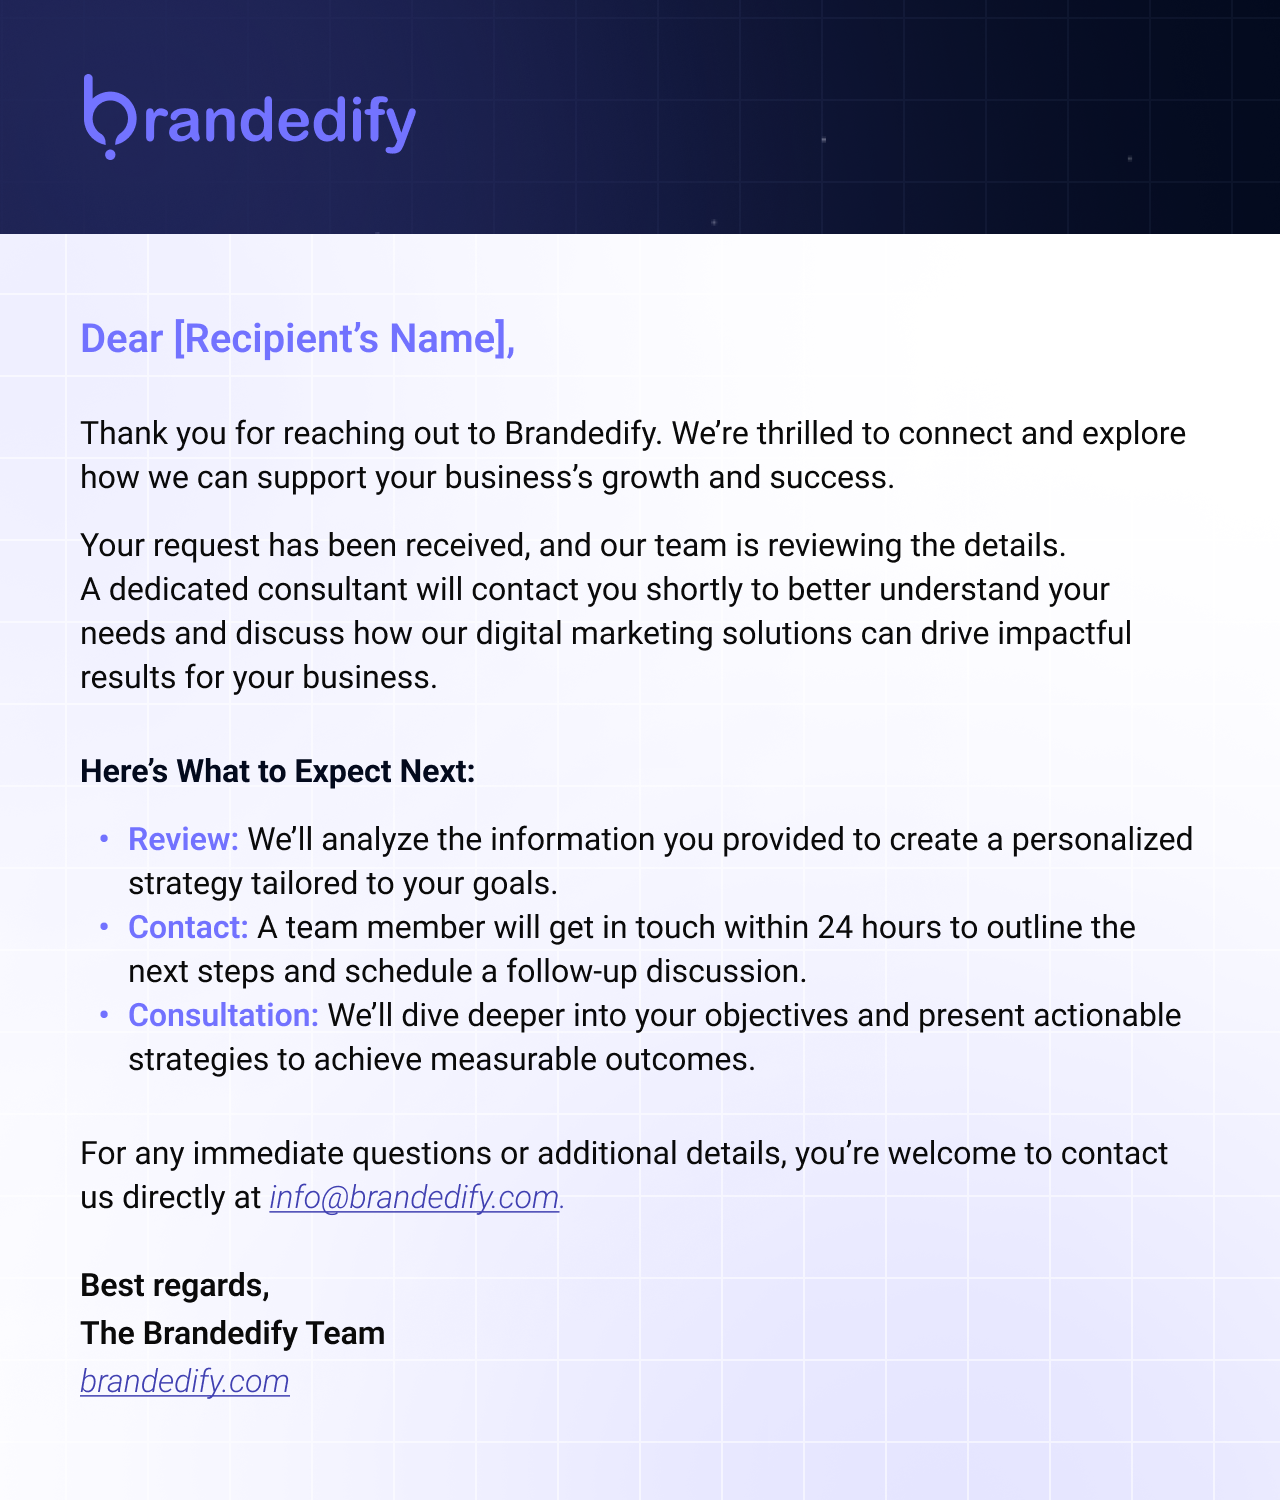 brandedify
Dear [Recipient’s Name],
Thank you for reaching out to Brandedify. We’re thrilled to connect and explore
how we can support your business’s growth and success.
Your request has been received, and our team is reviewing the details.
A dedicated consultant will contact you shortly to better understand your
needs and discuss how our digital marketing solutions can drive impactful
results for your business.
Here’s What to Expect Next:
• Review: We’ll analyze the information you provided to create a personalized
strategy tailored to your goals.
• Contact: A team member will get in touch within 24 hours to outline the
next steps and schedule a follow-up discussion.
• Consultation: We’ll dive deeper into your objectives and present actionable
strategies to achieve measurable outcomes.
For any immediate questions or additional details, you’re welcome to contact
us directly at info@brandedify.com.
Best regards,
The Brandedify Team
brandedify.com